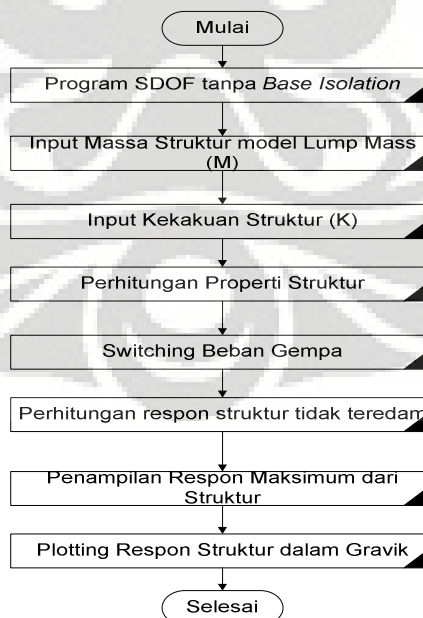 Mulai
Program SDOF tanpa Base Isolation
Input Massa Struktur model Lump Mass
(M)
Input Kekakuan Struktur (K)
Perhitungan Properti Struktur
Switching Beban Gempa
Perhitungan respon struktur tidak teredam
Penampilan Respon Maksimum dari
Struktur
Plotting Respon Struktur dalam Gravik
Selesai